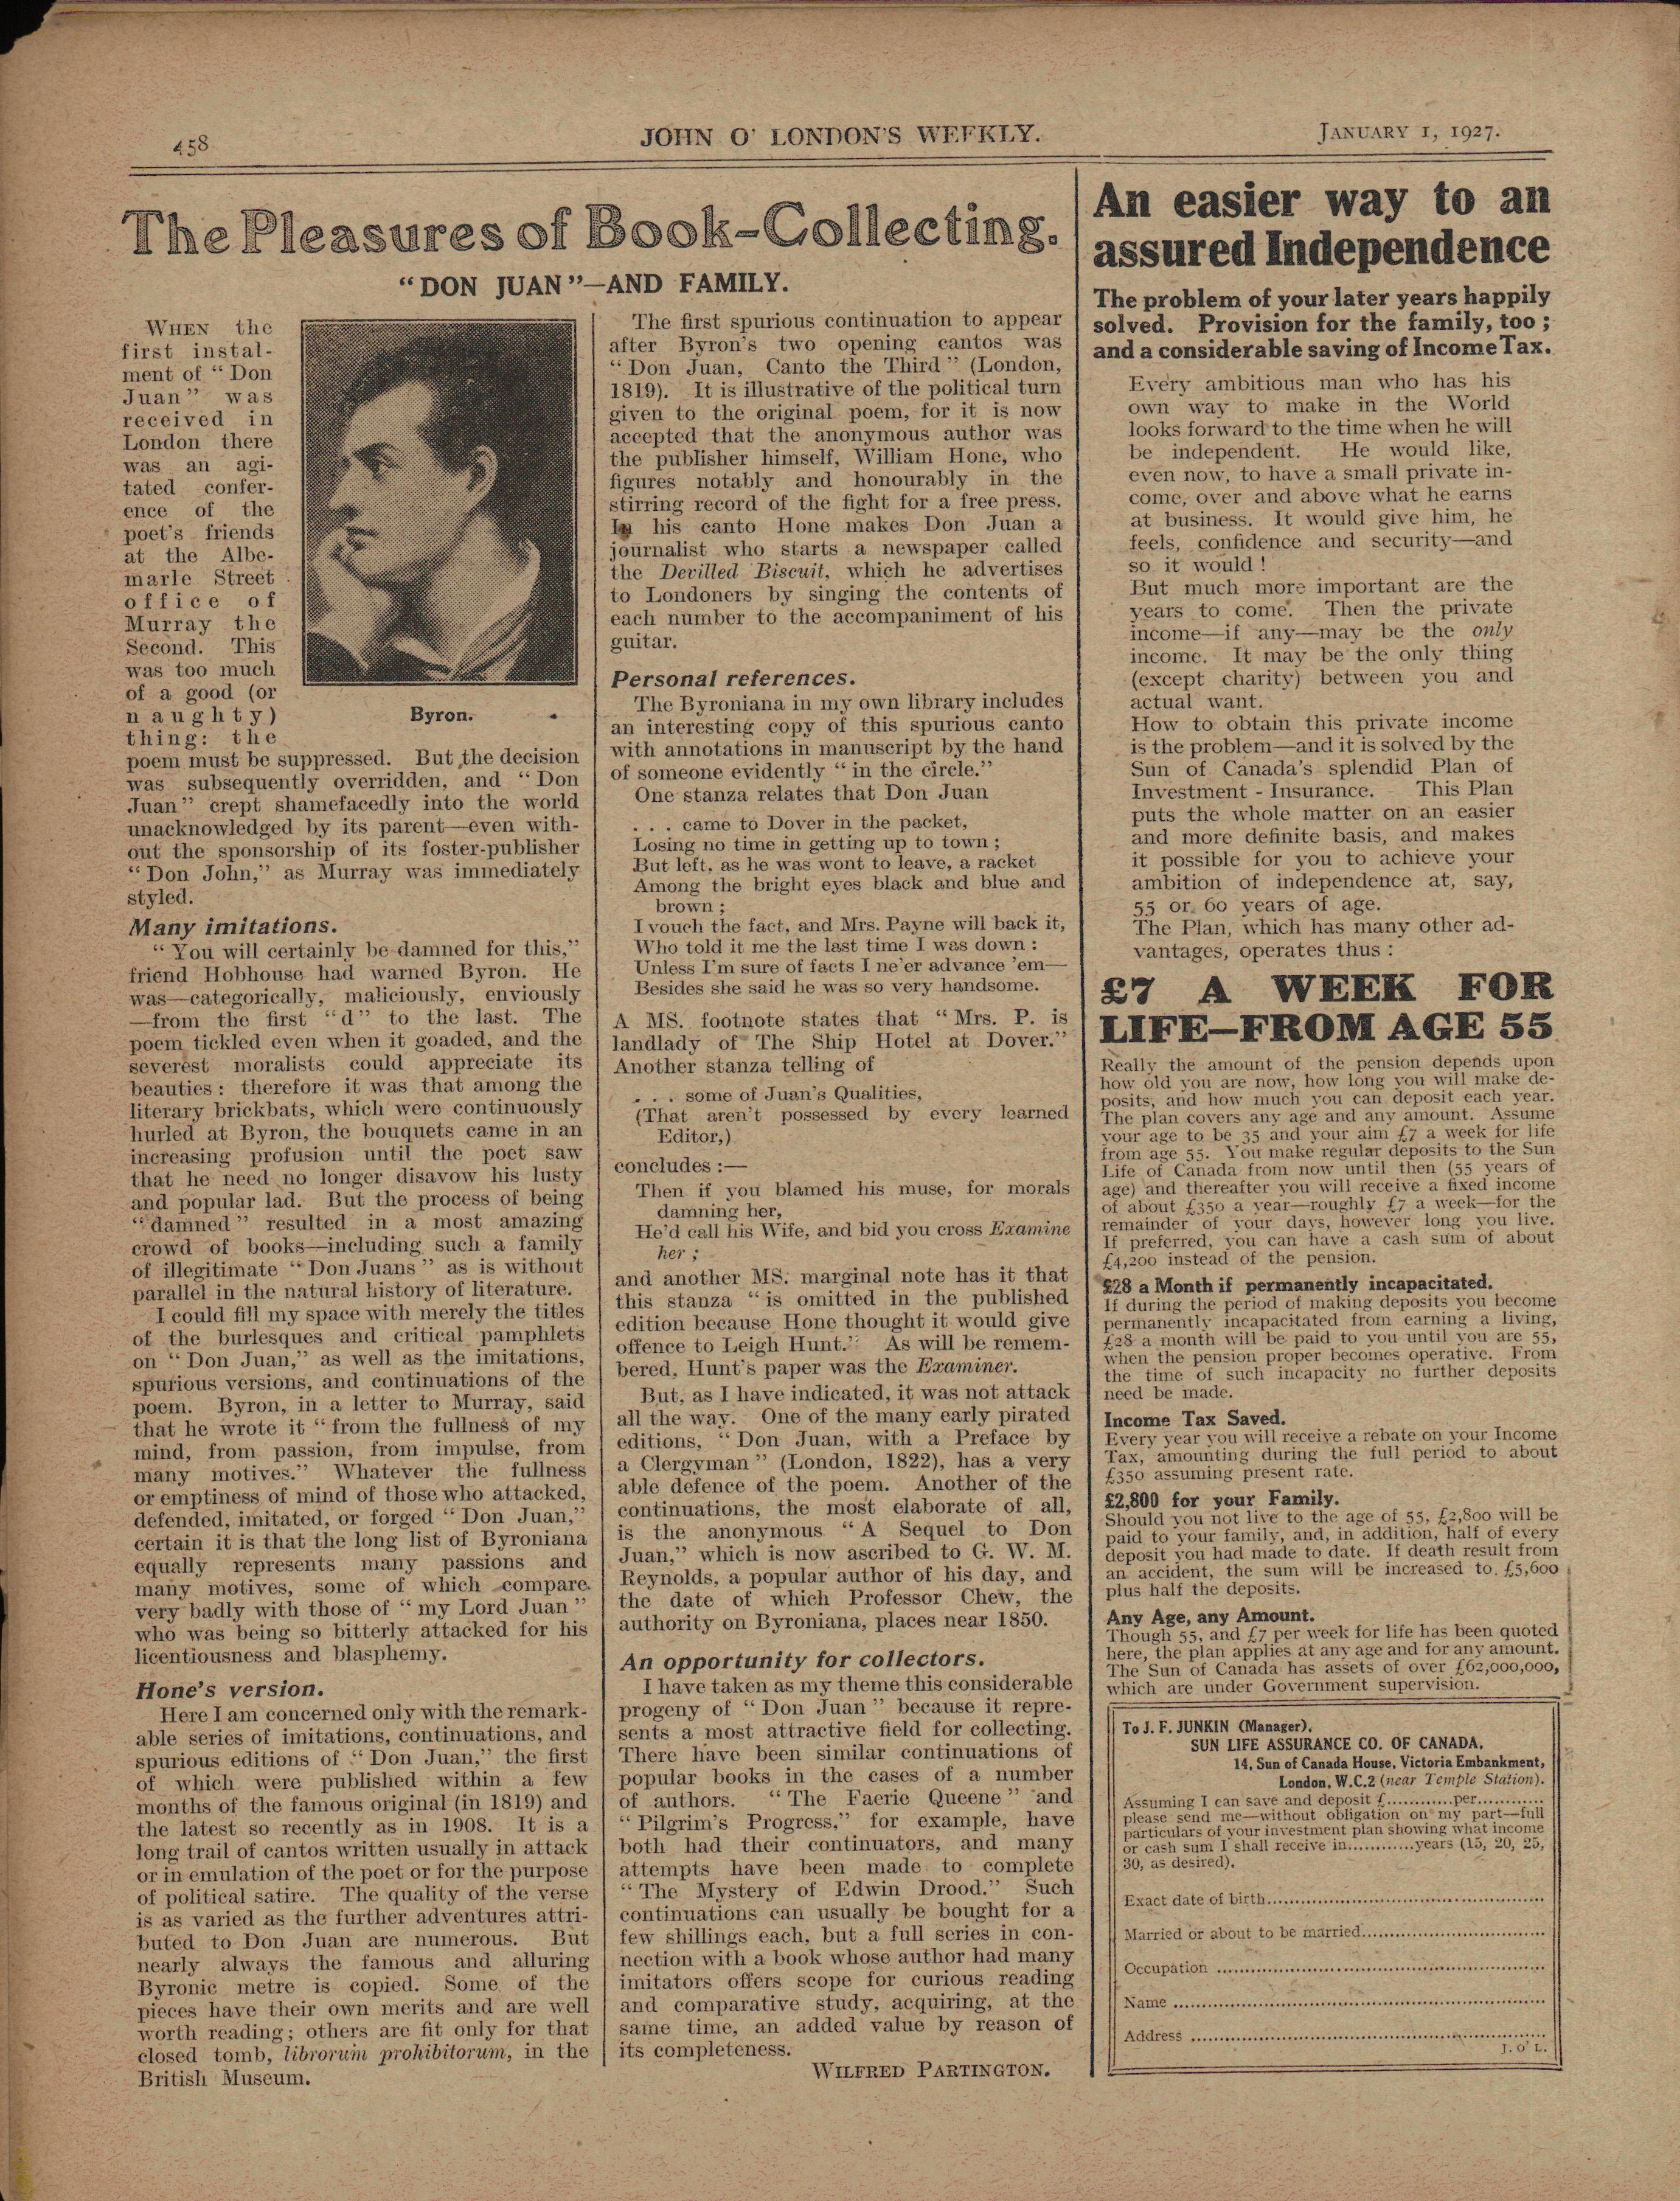 458
JOHN O' LONDON'S WEEKLY.
JANUARY 1, 1927.
The Pleasures of Book-Collecting.
“DON JUAN”—AND FAMILY.
WHEN the
first instal-
ment of “Don
Juan” was
received in
London there
was an agi-
tated confer-
ence of the
poet's friends
at the Albe-
marle Street
office of
Murray the
Second. This
was too much
of a good (or
naughty)
thing: the
Byron.
poem must be suppressed. But the decision
was subsequently overridden, and “Don
Juan” crept shamefacedly into the world
unacknowledged by its parent—even with-
out the sponsorship of its foster-publisher
“Don John,” as Murray was immediately
styled.
Many imitations.
“You will certainly be damned for this,”
friend Hobhouse had warned Byron. He
was—categorically, maliciously, enviously
—from the first “d” to the last. The
poem tickled even when it goaded, and the
severest moralists could appreciate its
beauties: therefore it was that among the
literary brickbats, which were continuously
hurled at Byron, the bouquets came in an
increasing profusion until the poet saw
that he need no longer disavow his lusty
and popular lad. But the process of being
“damned” resulted in a most amazing
crowd of books—including such a family
of illegitimate “Don Juans” as is without
parallel in the natural history of literature.
I could fill my space with merely the titles
of the burlesques and critical pamphlets
on “Don Juan,” as well as the imitations,
spurious versions, and continuations of the
poem. Byron, in a letter to Murray, said
that he wrote it “from the fullness of my
mind, from passion, from impulse, from
many motives.” Whatever the fullness
or emptiness of mind of those who attacked,
defended, imitated, or forged “Don Juan,”
certain it is that the long list of Byroniana
equally represents many passions and
many motives, some of which compare
very badly with those of “my Lord Juan”
who was being so bitterly attacked for his
licentiousness and blasphemy.
Hone's version.
Here I am concerned only with the remark-
able series of imitations, continuations, and
spurious editions of “Don Juan,” the first
of which were published within a few
months of the famous original (in 1819) and
the latest so recently as in 1908. It is a
long trail of cantos written usually in attack
or in emulation of the poet or for the purpose
of political satire. The quality of the verse
is as varied as the further adventures attri-
buted to Don Juan are numerous. But
nearly always the famous and alluring
Byronic metre is copied. Some of the
pieces have their own merits and are well
worth reading; others are fit only for that
closed tomb, librorum prohibitorum, in the
British Museum.
The first spurious continuation to appear
after Byron's two opening cantos was
“Don Juan, Canto the Third” (London,
1819). It is illustrative of the political turn
given to the original poem, for it is now
accepted that the anonymous author was
the publisher himself, William Hone, who
figures notably and honourably in the
stirring record of the fight for a free press.
In his canto Hone makes Don Juan a
journalist who starts a newspaper called
the Devilled Biscuit, which he advertises
to Londoners by singing the contents of
each number to the accompaniment of his
guitar.
Personal references.
The Byroniana in my own library includes
an interesting copy of this spurious canto
with annotations in manuscript by the hand
of someone evidently “in the circle.”
One stanza relates that Don Juan
. . . came to Dover in the packet,
Losing no time in getting up to town;
But left, as he was wont to leave, a racket
Among the bright eyes black and blue and
brown;
I vouch the fact, and Mrs. Payne will back it,
Who told it me the last time I was down:
Unless I'm sure of facts I ne'er advance 'em—
Besides she said he was so very handsome.
A MS. footnote states that “Mrs. P. is
landlady of The Ship Hotel at Dover.”
Another stanza telling of
. . . some of Juan's Qualities,
(That aren't possessed by every learned
Editor,)
concludes:—
Then if you blamed his muse, for morals
damning her,
He'd call his Wife, and bid you cross Examine
her;
and another MS. marginal note has it that
this stanza “is omitted in the published
edition because Hone thought it would give
offence to Leigh Hunt.” As will be remem-
bered, Hunt's paper was the Examiner.
But, as I have indicated, it was not attack
all the way. One of the many early pirated
editions, “Don Juan, with a Preface by
a Clergyman” (London, 1822), has a very
able defence of the poem. Another of the
continuations, the most elaborate of all,
is the anonymous “A Sequel to Don
Juan,” which is now ascribed to G. W. M.
Reynolds, a popular author of his day, and
the date of which Professor Chew, the
authority on Byroniana, places near 1850.
An opportunity for collectors.
I have taken as my theme this considerable
progeny of “Don Juan” because it repre-
sents a most attractive field for collecting.
There have been similar continuations of
popular books in the cases of a number
of authors. “The Faerie Queene” and
“Pilgrim's Progress,” for example, have
both had their continuators, and many
attempts have been made to complete
“The Mystery of Edwin Drood.” Such
continuations can usually be bought for a
few shillings each, but a full series in con-
nection with a book whose author had many
imitators offers scope for curious reading
and comparative study, acquiring, at the
same time, an added value by reason of
its completeness.
WILFRED PARTINGTON.
An easier way to an
assured Independence
The problem of your later years happily
solved. Provision for the family, too;
and a considerable saving of Income Tax.
Every ambitious man who has his
own way to make in the World
looks forward to the time when he will
be independent. He would like,
even now, to have a small private in-
come, over and above what he earns
at business. It would give him, he
feels, confidence and security—and
so it would!
But much more important are the
years to come. Then the private
income—if any—may be the only
income. It may be the only thing
(except charity) between you and
actual want.
How to obtain this private income
is the problem—and it is solved by the
Sun of Canada's splendid Plan of
Investment-Insurance. This Plan
puts the whole matter on an easier
and more definite basis, and makes
it possible for you to achieve your
ambition of independence at, say,
55 or 60 years of age.
The Plan, which has many other ad-
vantages, operates thus:
£7 A WEEK FOR
LIFE—FROM AGE 55
Really the amount of the pension depends upon
how old you are now, how long you will make de-
posits, and how much you can deposit each year.
The plan covers any age and any amount. Assume
your age to be 35 and your aim £7 a week for life
from age 55. You make regular deposits to the Sun
Life of Canada from now until then (55 years of
age) and thereafter you will receive a fixed income
of about £350 a year—roughly £7 a week—for the
remainder of your days, however long you live.
If preferred, you can have a cash sum of about
£4,200 instead of the pension.
£28 a Month if permanently incapacitated.
If during the period of making deposits you become
permanently incapacitated from earning a living,
£28 a month will be paid to you until you are 55,
when the pension proper becomes operative. From
the time of such incapacity no further deposits
need be made.
Income Tax Saved.
Every year you will receive a rebate on your Income
Tax, amounting during the full period to about
£350 assuming present rate.
£2,800 for your Family.
Should you not live to the age of 55, £2,800 will be
paid to your family, and, in addition, half of every
deposit you had made to date. If death result from
an accident, the sum will be increased to £5,600
plus half the deposits.
Any Age, any Amount.
Though 55, and £7 per week for life has been quoted
here, the plan applies at any age and for any amount.
The Sun of Canada has assets of over £62,000,000,
which are under Government supervision.
To J. F. JUNKIN (Manager),
SUN LIFE ASSURANCE CO. OF CANADA,
14, Sun of Canada House, Victoria Embankment,
London, W.C.2 (near Temple Station).
Assuming I can save and deposit £............per............
please send me—without obligation on my part—full
particulars of your investment plan showing what income
or cash sum I shall receive in............years (15, 20, 25,
30, as desired).
Exact date of birth..................................................
Married or about to be married.................................
Occupation ............................................................
Name ....................................................................
Address .................................................................
J. O' L.